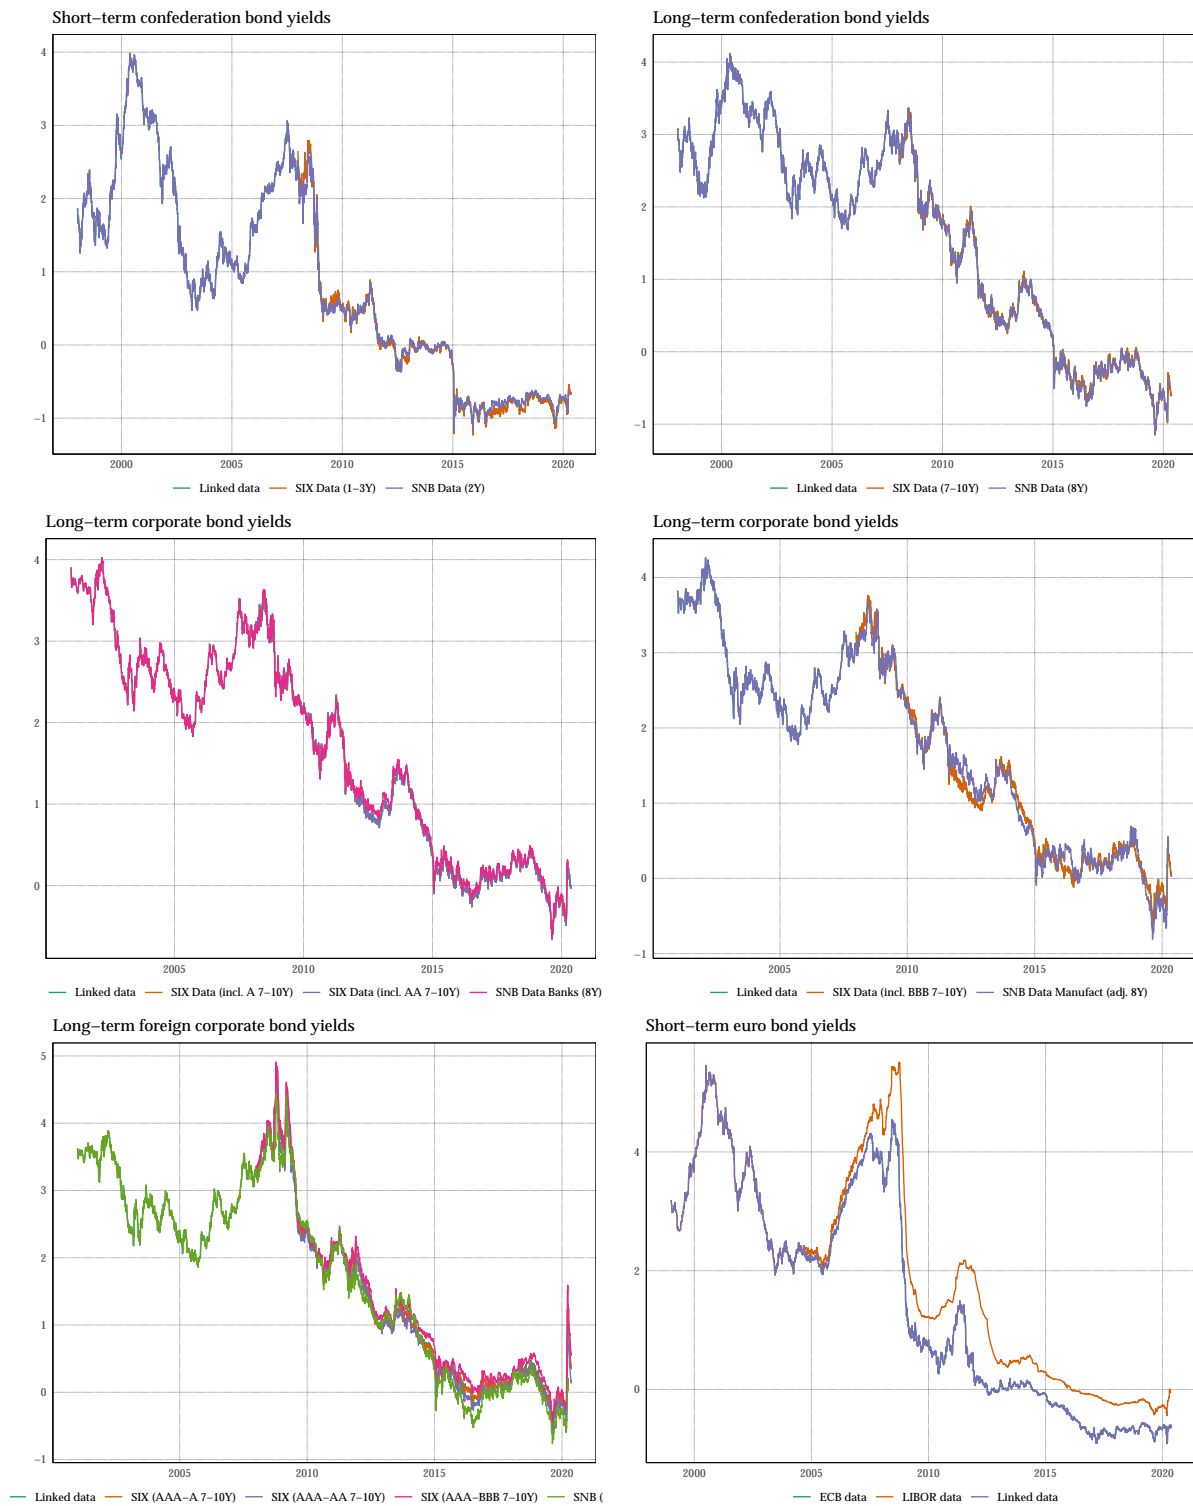 Short−term confederation bond yields
4
3
2
1
0
−1
2000 2005 2010 2015 2020
Linked data SIX Data (1−3Y) SNB Data (2Y)
Long−term confederation bond yields
4
3
2
1
0
−1
2000 2005 2010 2015 2020
Linked data SIX Data (7−10Y) SNB Data (8Y)
Long−term corporate bond yields
4
3
2
1
0
2005 2010 2015 2020
Linked data SIX Data (incl. A 7−10Y) SIX Data (incl. AA 7−10Y) SNB Data Banks (8Y)
Long−term corporate bond yields
4
3
2
1
0
−1
2005 2010 2015 2020
Linked data SIX Data (incl. BBB 7−10Y) SNB Data Manufact (adj. 8Y)
Long−term foreign corporate bond yields
5
4
3
2
1
0
−1
2005 2010 2015 2020
Linked data SIX (AAA−A 7−10Y) SIX (AAA−AA 7−10Y) SIX (AAA−BBB 7−10Y) SNB (
Short−term euro bond yields
4
2
0
2000 2005 2010 2015 2020
ECB data LIBOR data Linked data